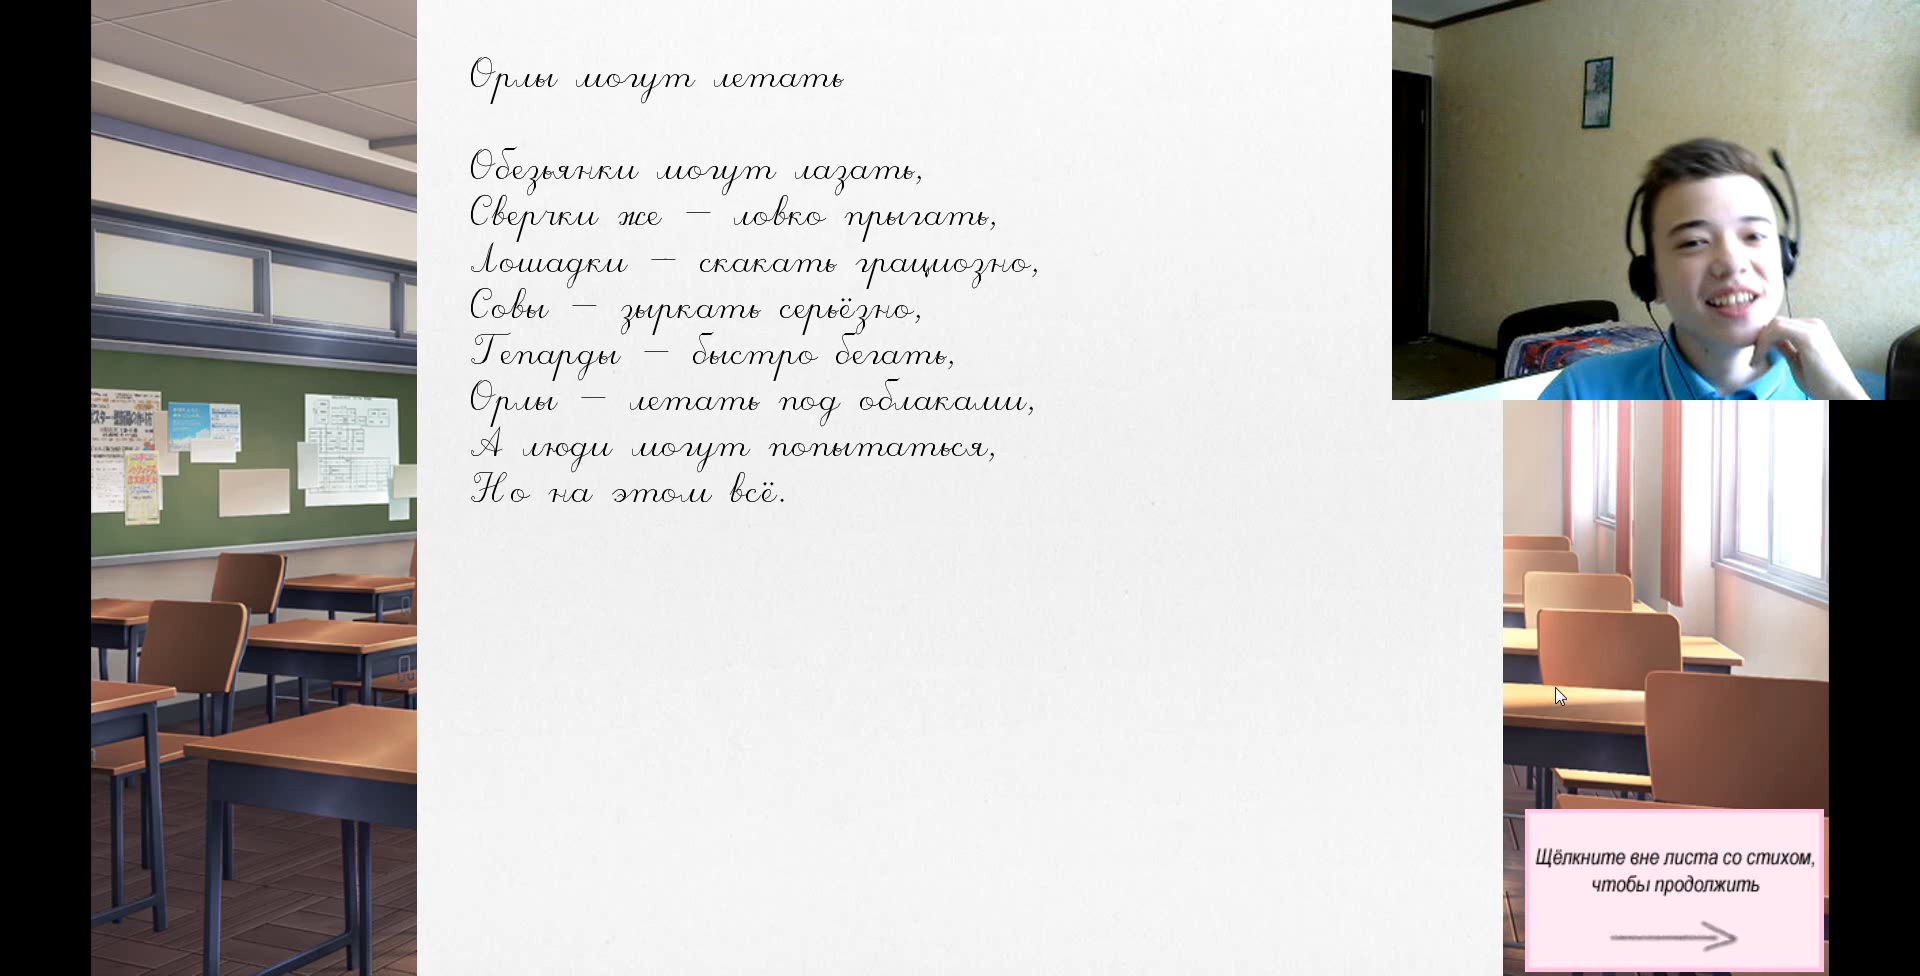 Орлы могут летать
Обезьянки могут лазать,
Сверчки же — ловко прыгать,
Лошадки — скакать грациозно,
Совы — зыркать серьёзно,
Гепарды — быстро бегать,
Орлы — летать под облаками,
А люди могут попытаться,
Но на этом всё.
Щёлкните вне листа со стихом,
чтобы продолжить